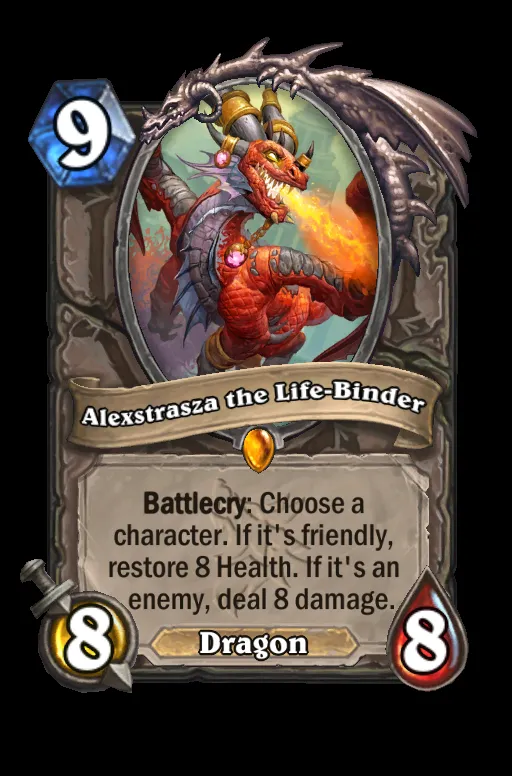 9
Alexstrasza the Life-Binder
Battlecry: Choose a
character. If it's friendly,
restore 8 Health. If it's an
enemy, deal 8 damage.
8
Dragon
8